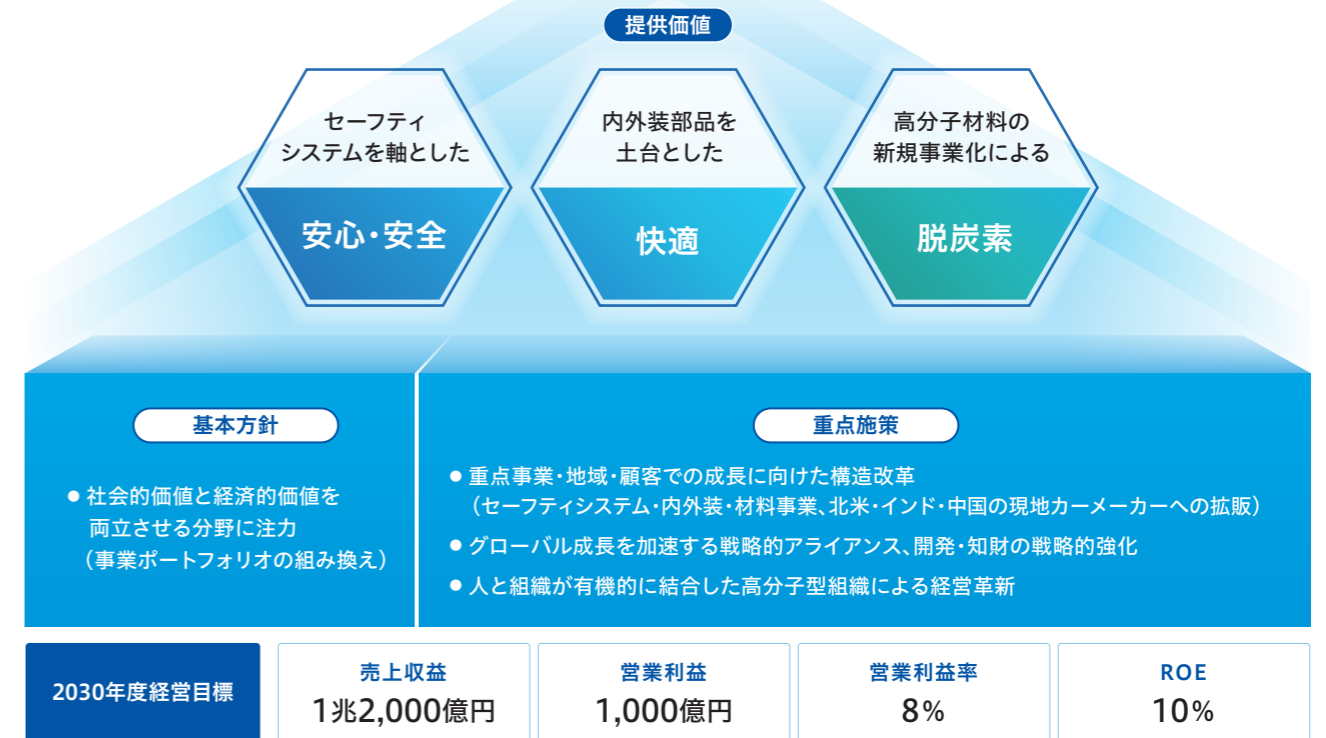 提供価値
セーフティ
システムを軸とした
安心・安全
内外装部品を
土台とした
快適
高分子材料の
新規事業化による
脱炭素
基本方針
● 社会的価値と経済的価値を
両立させる分野に注力
（事業ポートフォリオの組み換え）
重点施策
● 重点事業・地域・顧客での成長に向けた構造改革
（セーフティシステム・内外装・材料事業、北米・インド・中国の現地カーメーカーへの拡販）
● グローバル成長を加速する戦略的アライアンス、開発・知財の戦略的強化
● 人と組織が有機的に結合した高分子型組織による経営革新
2030年度経営目標
売上収益
1兆2,000億円
営業利益
1,000億円
営業利益率
8%
ROE
10%